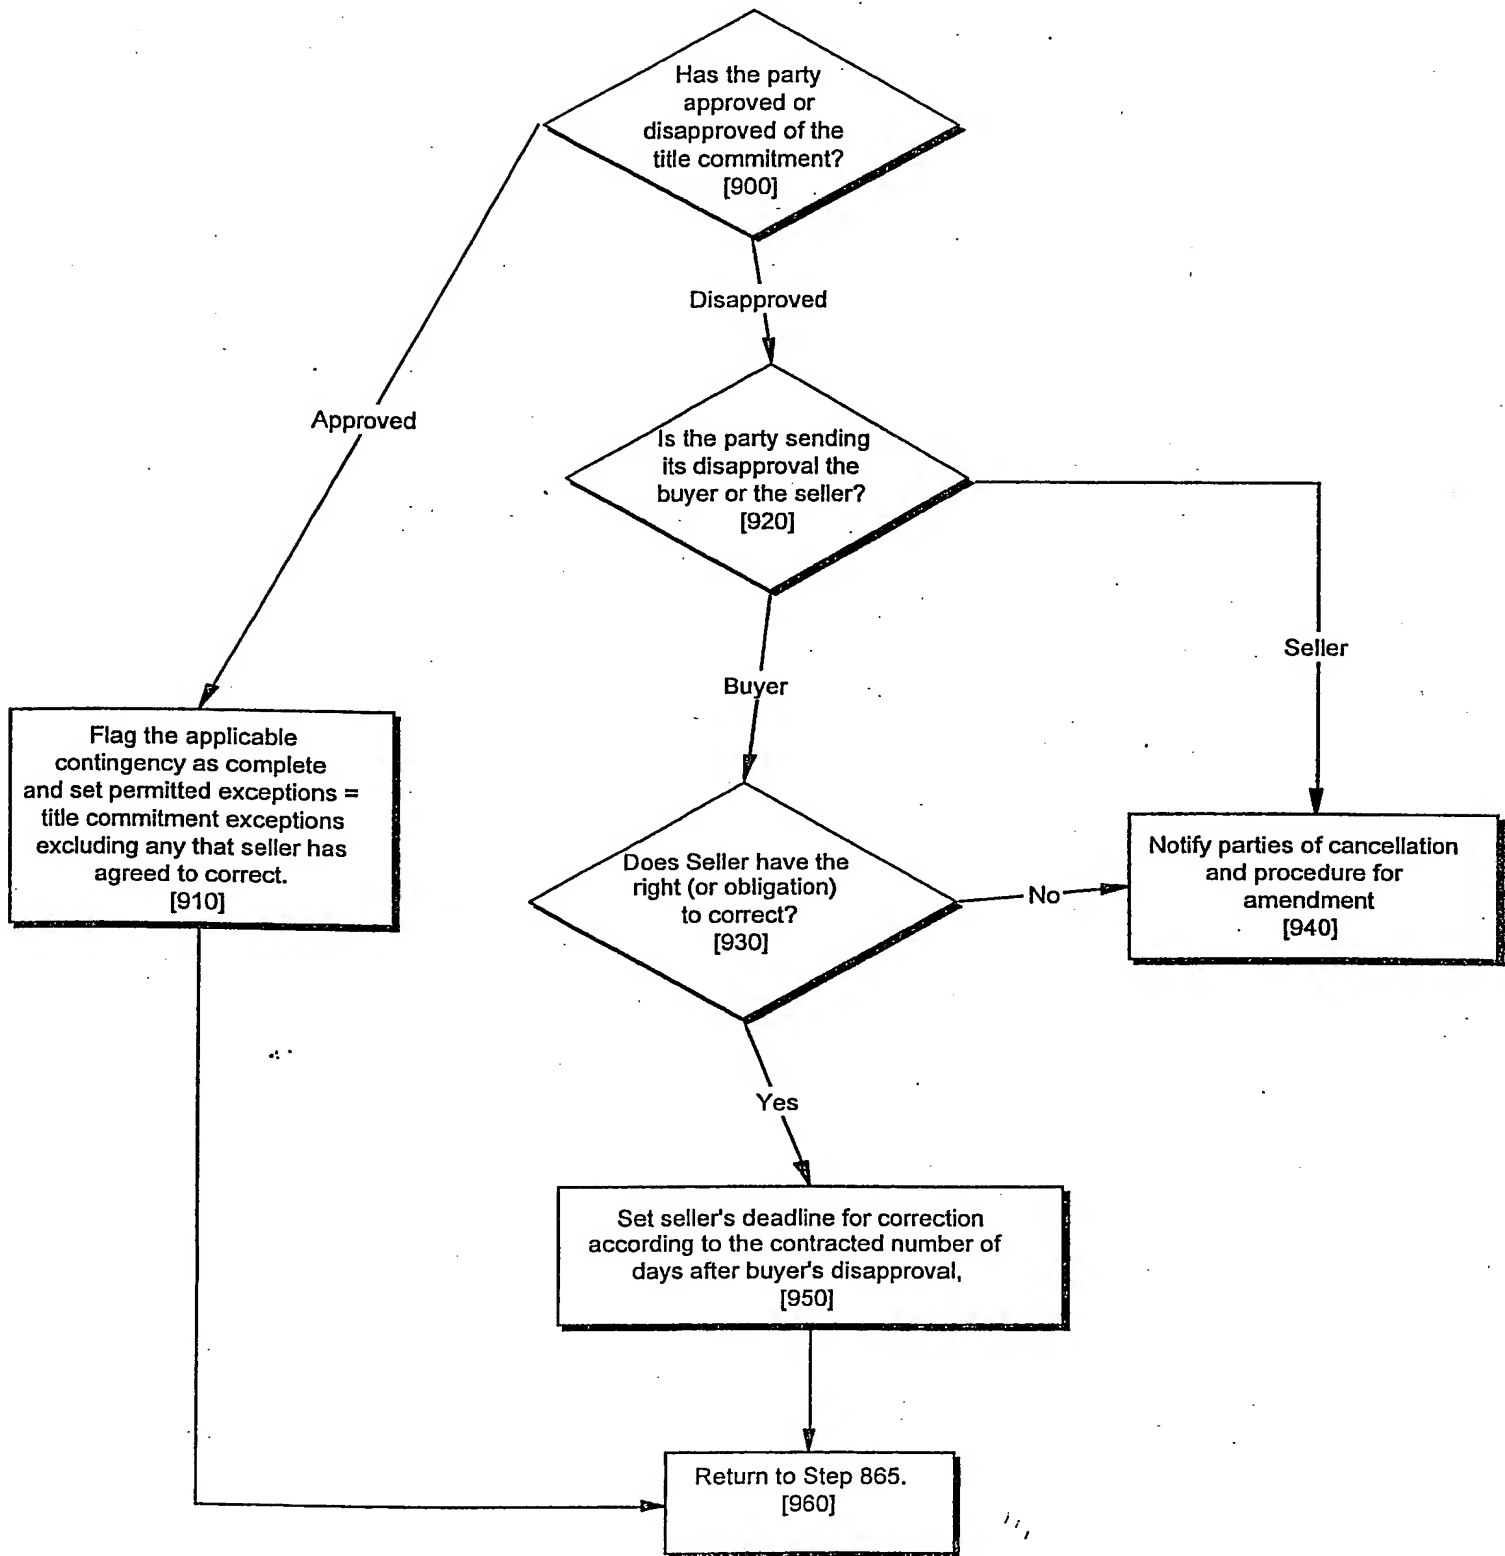 Has the party
approved or
disapproved of the
title commitment?
[900]
Disapproved
Approved
Is the party sending
its disapproval the
buyer or the seller?
[920]
Seller
Buyer
Flag the applicable
contingency as complete
and set permitted exceptions =
title commitment exceptions
excluding any that seller has
agreed to correct.
[910]
Does Seller have the
right (or obligation)
to correct?
[930]
No
Notify parties of cancellation
and procedure for
amendment
[940]
Yes
Set seller's deadline for correction
according to the contracted number of
days after buyer's disapproval,
[950]
Return to Step 865.
[960]